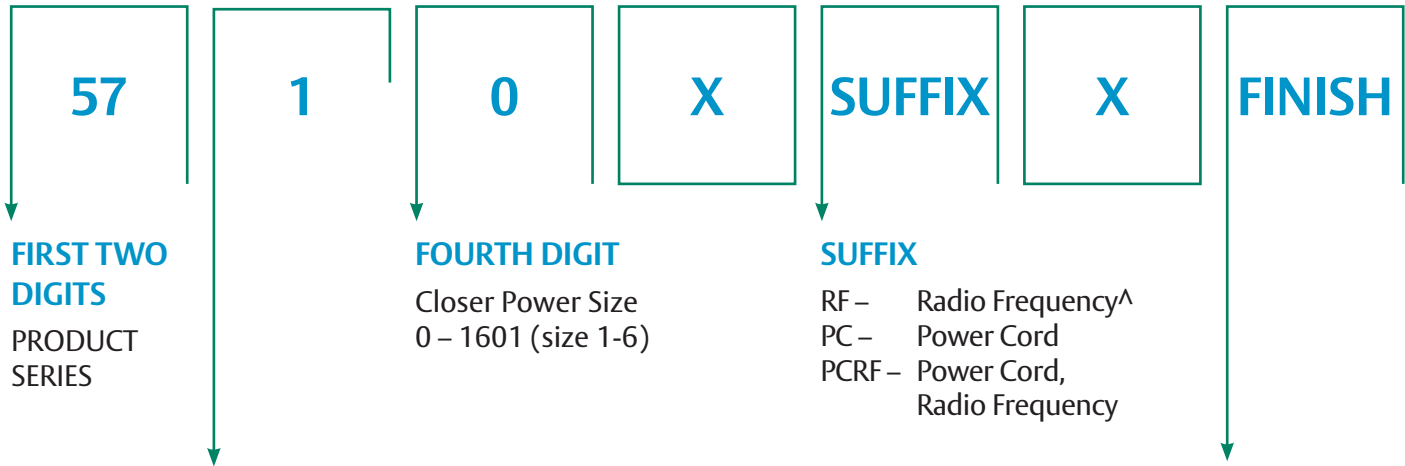 57 1 0 X SUFFIX X FINISH
FIRST TWO
DIGITS
PRODUCT
SERIES
FOURTH DIGIT
Closer Power Size
0 – 1601 (size 1-6)
SUFFIX
RF – Radio Frequency^
PC – Power Cord
PCRF – Power Cord,
Radio Frequency